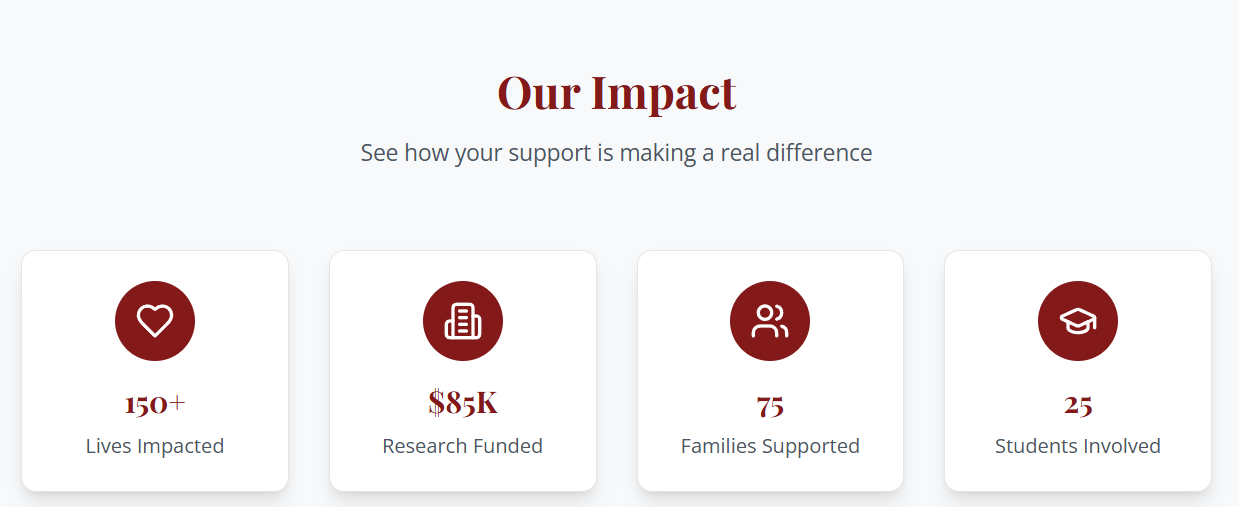 Our Impact
See how your support is making a real difference
150+
Lives Impacted
$85K
Research Funded
75
Families Supported
25
Students Involved